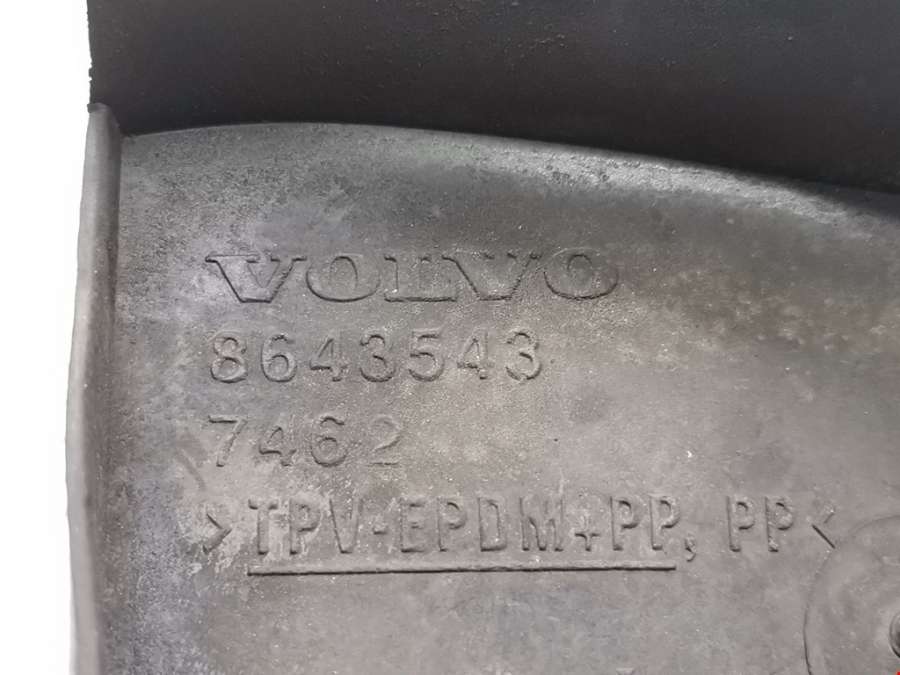 VOLVO
8643543
7462
>TPV-EPDM+PP, PP<